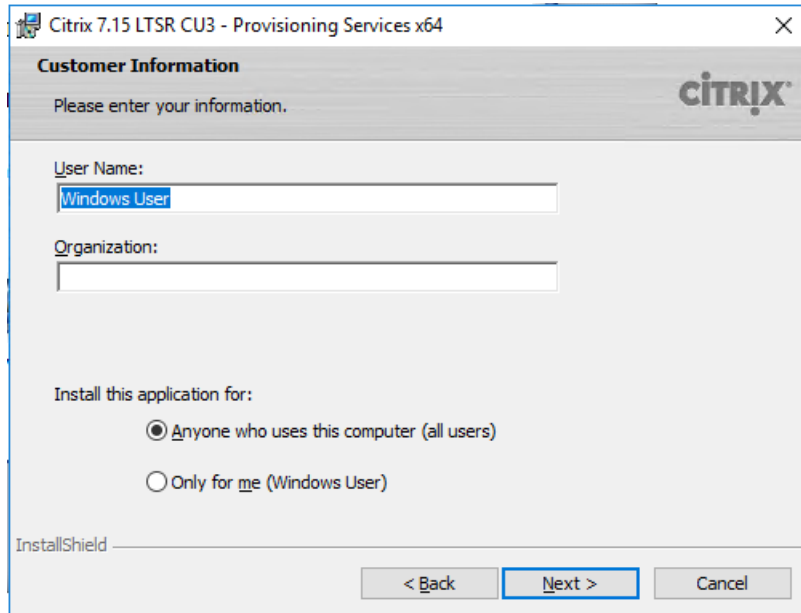 Citrix 7.15 LTSR CU3 - Provisioning Services x64
Customer Information
Please enter your information.
CİTRIX
User Name:
Windows User
Organization:
Install this application for:
Anyone who uses this computer (all users)
Only for me (Windows User)
InstallShield
< Back
Next >
Cancel